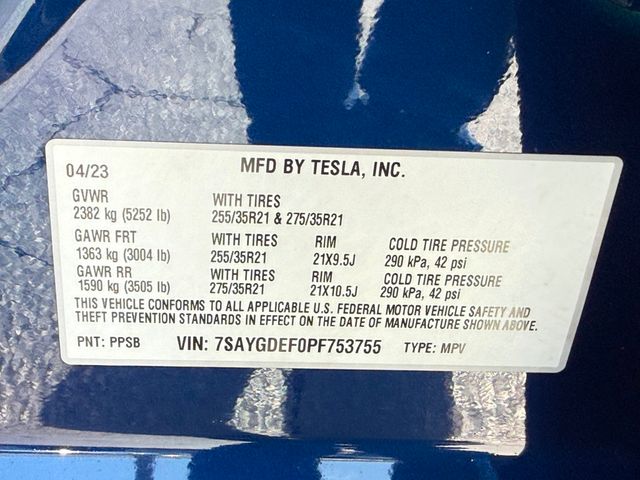 04/23 MFD BY TESLA, INC.
GVWR WITH TIRES
2382 kg (5252 lb) 255/35R21 & 275/35R21
GAWR FRT WITH TIRES RIM COLD TIRE PRESSURE
1363 kg (3004 lb) 255/35R21 21X9.5J 290 kPa, 42 psi
GAWR RR WITH TIRES RIM COLD TIRE PRESSURE
1590 kg (3505 lb) 275/35R21 21X10.5J 290 kPa, 42 psi
THIS VEHICLE CONFORMS TO ALL APPLICABLE U.S. FEDERAL MOTOR VEHICLE SAFETY AND
THEFT PREVENTION STANDARDS IN EFFECT ON THE DATE OF MANUFACTURE SHOWN ABOVE.
PNT: PPSB VIN: 7SAYGDEF0PF753755 TYPE: MPV